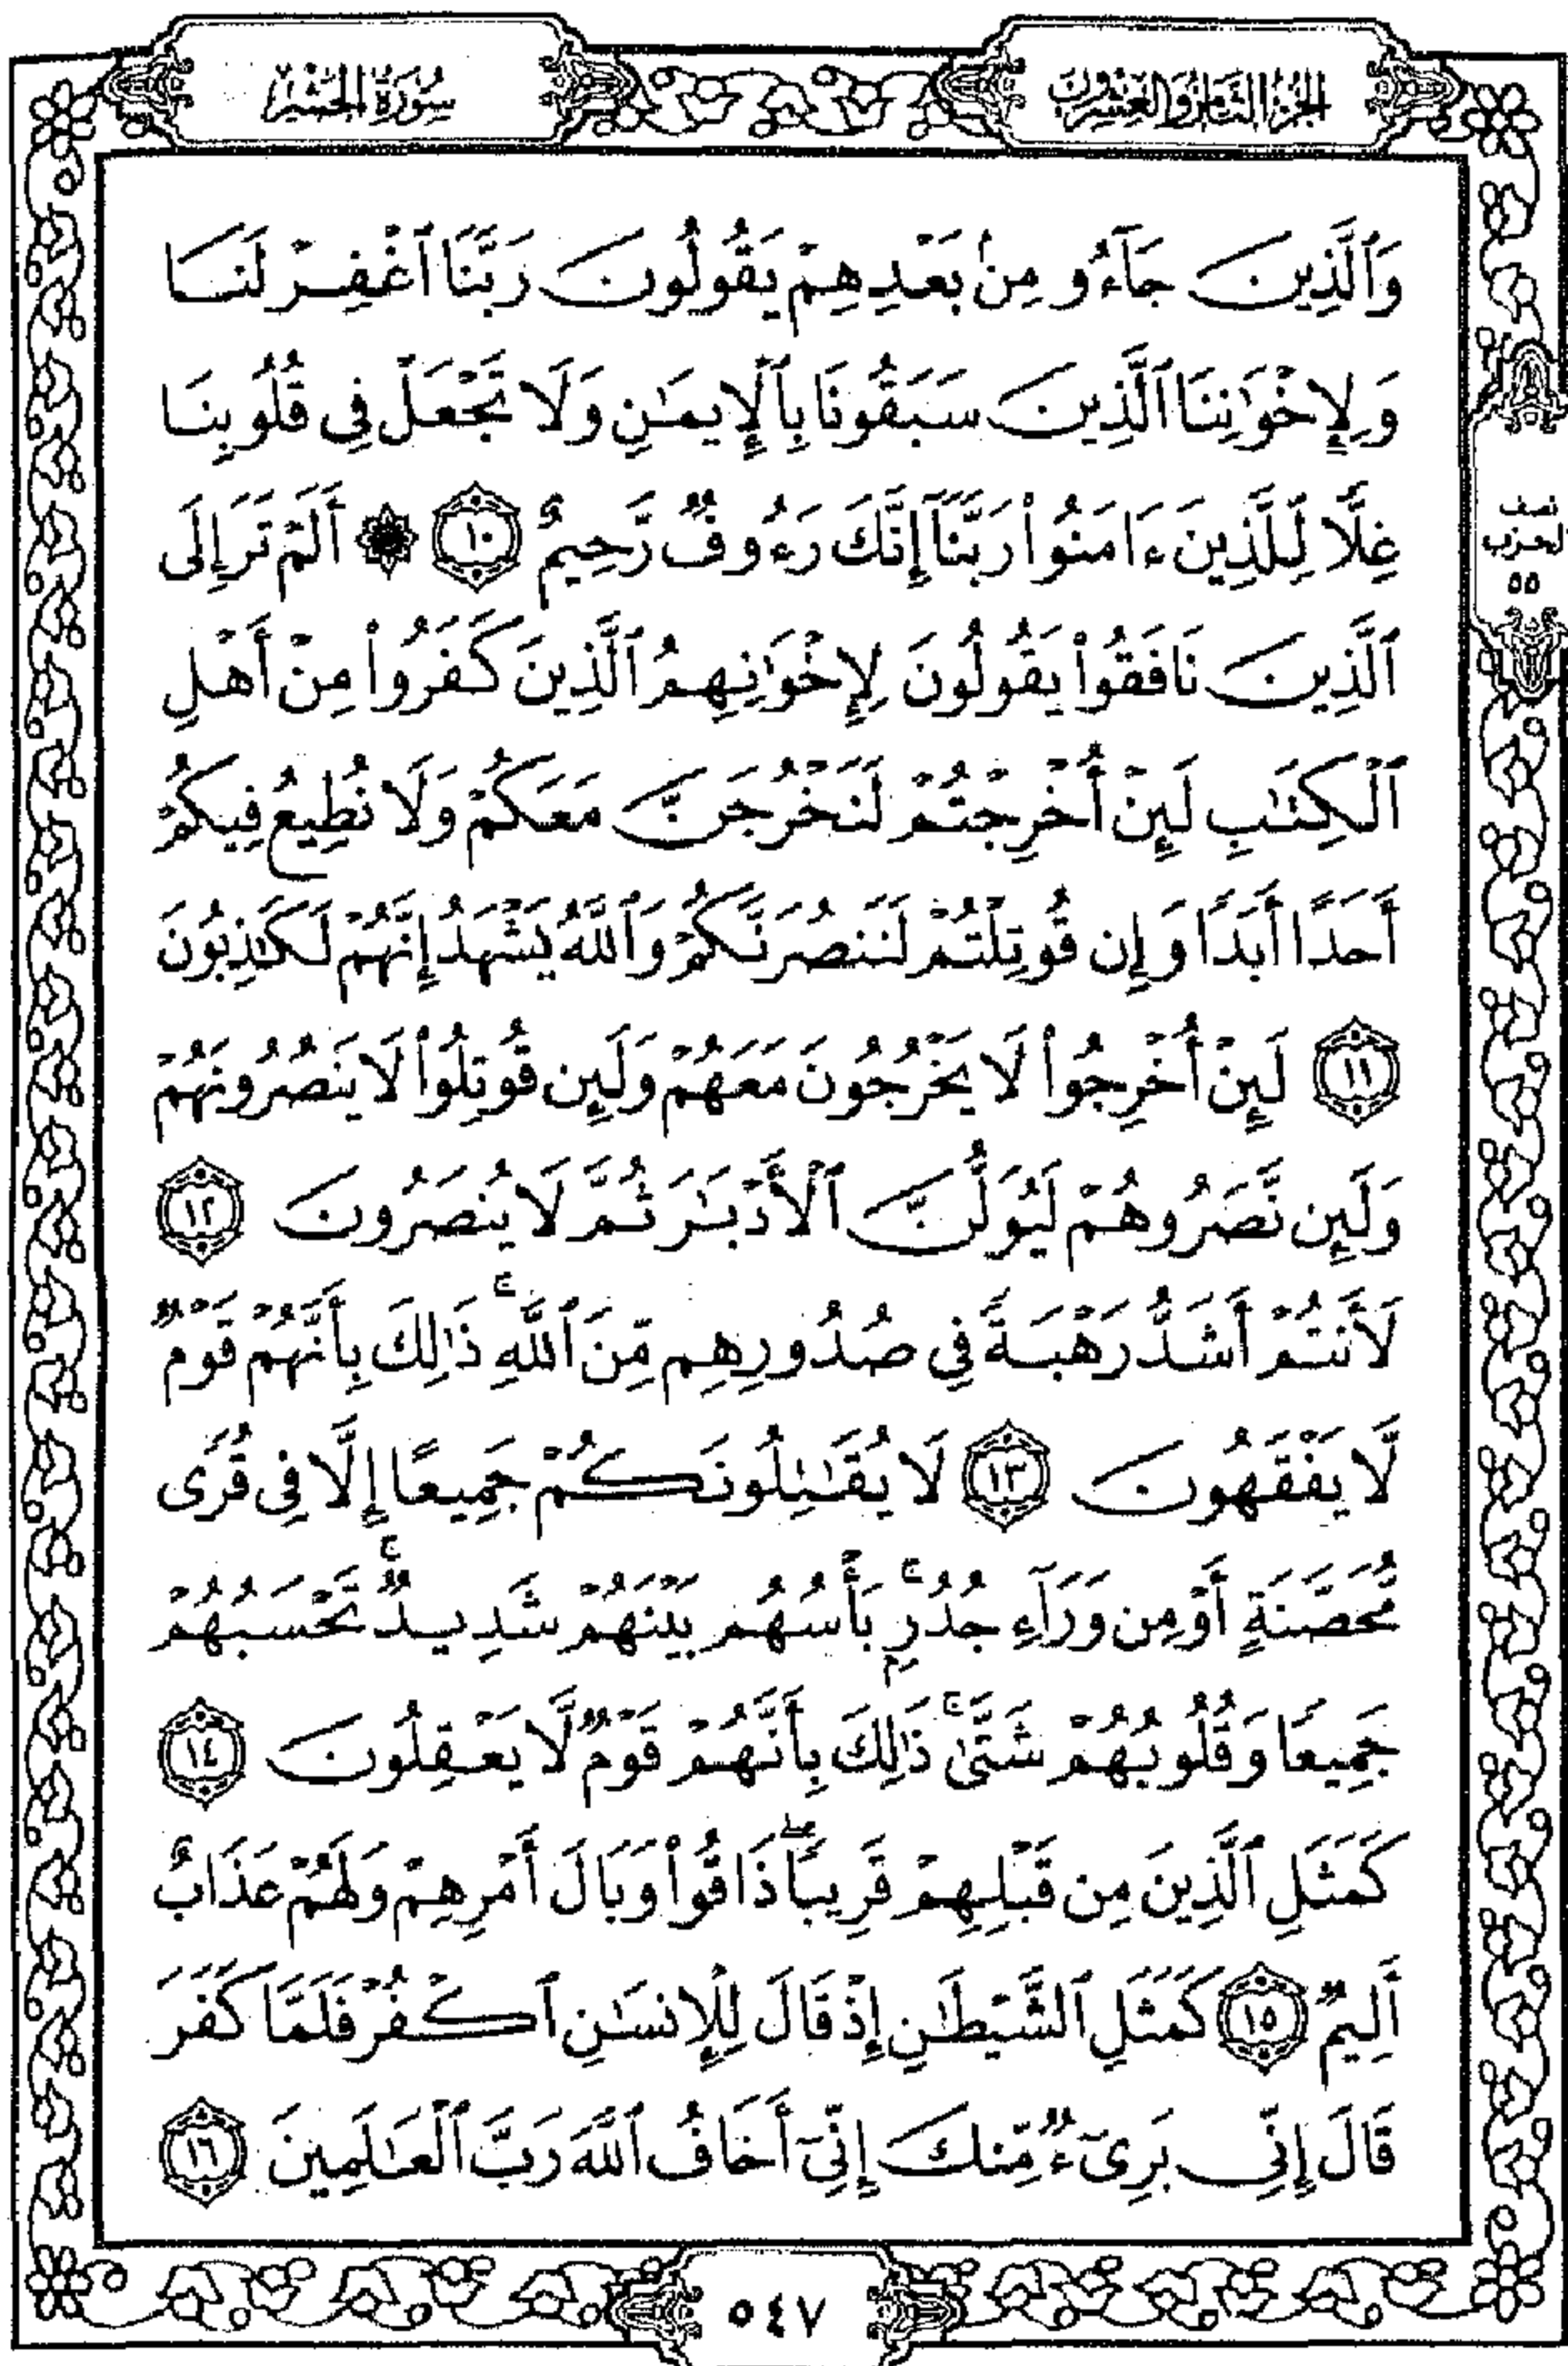 الجزء الثامن والعشرون
سورة الحشر
وَٱلَّذِينَ جَآءُو مِنۢ بَعۡدِهِمۡ يَقُولُونَ رَبَّنَا ٱغۡفِرۡ لَنَا
وَلِإِخۡوَٰنِنَا ٱلَّذِينَ سَبَقُونَا بِٱلۡإِيمَٰنِ وَلَا تَجۡعَلۡ فِي قُلُوبِنَا
غِلّٗا لِّلَّذِينَ ءَامَنُواْ رَبَّنَآ إِنَّكَ رَءُوفٞ رَّحِيمٌ ١٠ ۞ أَلَمۡ تَرَ إِلَى
نصف
الحزب
٥٥
ٱلَّذِينَ نَافَقُواْ يَقُولُونَ لِإِخۡوَٰنِهِمُ ٱلَّذِينَ كَفَرُواْ مِنۡ أَهۡلِ
ٱلۡكِتَٰبِ لَئِنۡ أُخۡرِجۡتُمۡ لَنَخۡرُجَنَّ مَعَكُمۡ وَلَا نُطِيعُ فِيكُمۡ
أَحَدًا أَبَدٗا وَإِن قُوتِلۡتُمۡ لَنَنصُرَنَّكُمۡ وَٱللَّهُ يَشۡهَدُ إِنَّهُمۡ لَكَٰذِبُونَ
١١ لَئِنۡ أُخۡرِجُواْ لَا يَخۡرُجُونَ مَعَهُمۡ وَلَئِن قُوتِلُواْ لَا يَنصُرُونَهُمۡ
وَلَئِن نَّصَرُوهُمۡ لَيُوَلُّنَّ ٱلۡأَدۡبَٰرَ ثُمَّ لَا يُنصَرُونَ ١٢
لَأَنتُمۡ أَشَدُّ رَهۡبَةٗ فِي صُدُورِهِم مِّنَ ٱللَّهِۚ ذَٰلِكَ بِأَنَّهُمۡ قَوۡمٞ
لَّا يَفۡقَهُونَ ١٣ لَا يُقَٰتِلُونَكُمۡ جَمِيعًا إِلَّا فِي قُرٗى
مُّحَصَّنَةٍ أَوۡ مِن وَرَآءِ جُدُرِۭۚ بَأۡسُهُم بَيۡنَهُمۡ شَدِيدٞۚ تَحۡسَبُهُمۡ
جَمِيعٗا وَقُلُوبُهُمۡ شَتَّىٰۚ ذَٰلِكَ بِأَنَّهُمۡ قَوۡمٞ لَّا يَعۡقِلُونَ ١٤
كَمَثَلِ ٱلَّذِينَ مِن قَبۡلِهِمۡ قَرِيبٗاۖ ذَاقُواْ وَبَالَ أَمۡرِهِمۡ وَلَهُمۡ عَذَابٌ
أَلِيمٞ ١٥ كَمَثَلِ ٱلشَّيۡطَٰنِ إِذۡ قَالَ لِلۡإِنسَٰنِ ٱكۡفُرۡ فَلَمَّا كَفَرَ
قَالَ إِنِّي بَرِيٓءٞ مِّنكَ إِنِّيٓ أَخَافُ ٱللَّهَ رَبَّ ٱلۡعَٰلَمِينَ ١٦
٥٤٧